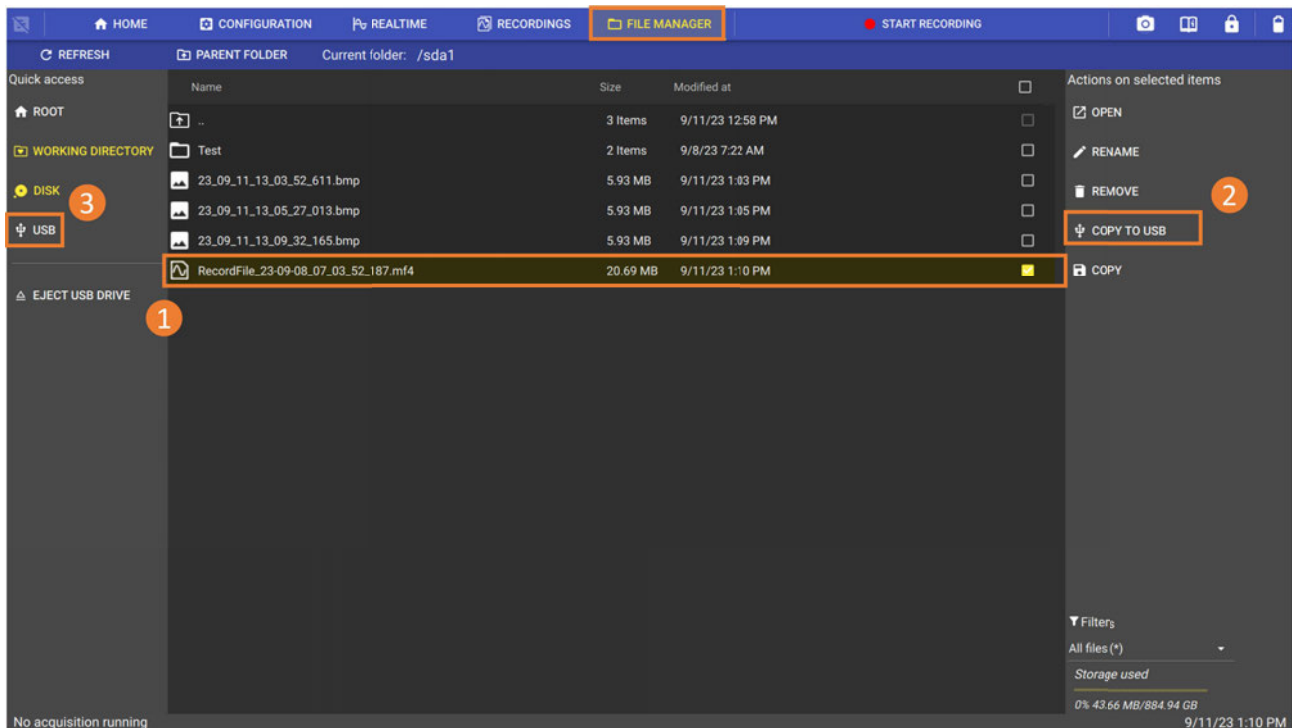 HOME CONFIGURATION REALTIME RECORDINGS FILE MANAGER START RECORDING
REFRESH PARENT FOLDER Current folder: /sda1
Quick access
ROOT
WORKING DIRECTORY
DISK
3
USB
EJECT USB DRIVE
1
Name Size Modified at
.. 3 Items 9/11/23 12:58 PM
Test 2 Items 9/8/23 7:22 AM
23_09_11_13_03_52_611.bmp 5.93 MB 9/11/23 1:03 PM
23_09_11_13_05_27_013.bmp 5.93 MB 9/11/23 1:05 PM
23_09_11_13_09_32_165.bmp 5.93 MB 9/11/23 1:09 PM
RecordFile_23-09-08_07_03_52_187.mf4 20.69 MB 9/11/23 1:10 PM
Actions on selected items
OPEN
RENAME
REMOVE
2
COPY TO USB
COPY
Filters
All files (*)
Storage used
0% 43.66 MB/884.94 GB
No acquisition running 9/11/23 1:10 PM